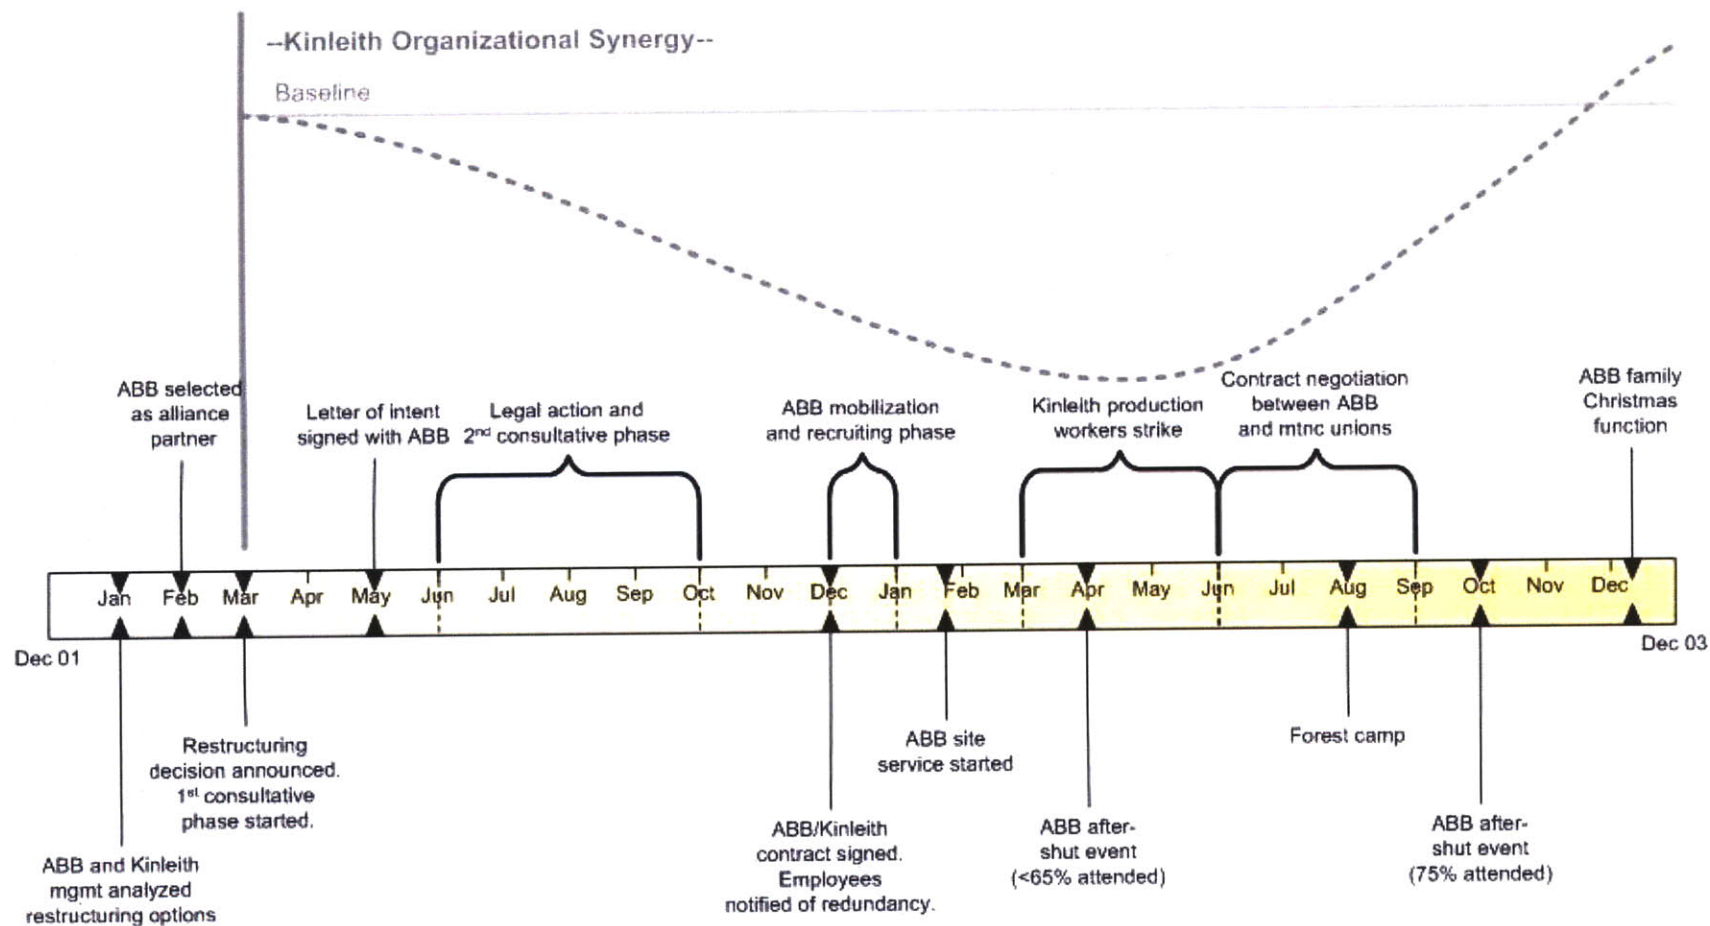 --Kinleith Organizational Synergy--
Baseline
ABB selected
as alliance
partner
Letter of intent
signed with ABB
Legal action and
2nd consultative phase
ABB mobilization
and recruiting phase
Kinleith production
workers strike
Contract negotiation
between ABB
and mtnc unions
ABB family
Christmas
function
Jan Feb Mar Apr May Jun Jul Aug Sep Oct Nov Dec Jan Feb Mar Apr May Jun Jul Aug Sep Oct Nov Dec
Dec 01
Dec 03
Restructuring
decision announced.
1st consultative
phase started.
ABB and Kinleith
mgmt analyzed
restructuring options
ABB/Kinleith
contract signed.
Employees
notified of redundancy.
ABB site
service started
ABB after-
shut event
(<65% attended)
Forest camp
ABB after-
shut event
(75% attended)